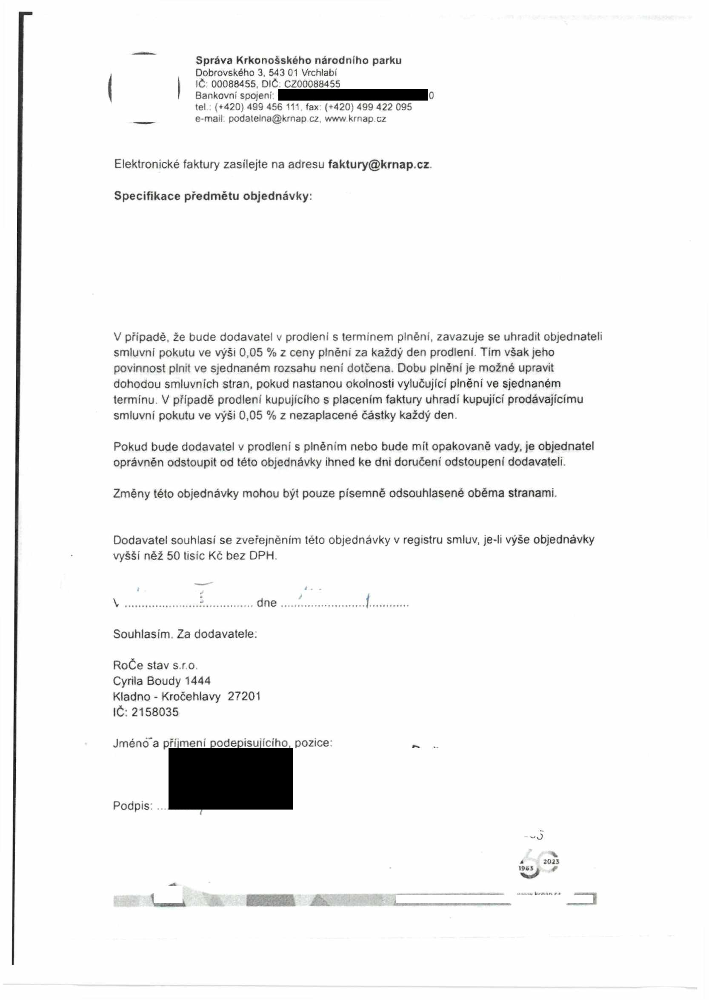 Správa Krkonošského národního parku
Dobrovského 3, 543 01 Vrchlabí
IČ: 00088455, DIČ: CZ00088455
Bankovní spojení: 0
tel.: (+420) 499 456 111, fax: (+420) 499 422 095
e-mail: podatelna@krnap.cz, www.krnap.cz
Elektronické faktury zasílejte na adresu faktury@krnap.cz.
Specifikace předmětu objednávky:
V případě, že bude dodavatel v prodlení s termínem plnění, zavazuje se uhradit objednateli
smluvní pokutu ve výši 0,05 % z ceny plnění za každý den prodlení. Tím však jeho
povinnost plnit ve sjednaném rozsahu není dotčena. Dobu plnění je možné upravit
dohodou smluvních stran, pokud nastanou okolnosti vylučující plnění ve sjednaném
termínu. V případě prodlení kupujícího s placením faktury uhradí kupující prodávajícímu
smluvní pokutu ve výši 0,05 % z nezaplacené částky každý den.
Pokud bude dodavatel v prodlení s plněním nebo bude mít opakovaně vady, je objednatel
oprávněn odstoupit od této objednávky ihned ke dni doručení odstoupení dodavateli.
Změny této objednávky mohou být pouze písemně odsouhlasené oběma stranami.
Dodavatel souhlasí se zveřejněním této objednávky v registru smluv, je-li výše objednávky
vyšší něž 50 tisíc Kč bez DPH.
V ........................................ dne ........................................
Souhlasím. Za dodavatele:
RoČe stav s.r.o.
Cyrila Boudy 1444
Kladno - Kročehlavy 27201
IČ: 2158035
Jméno a příjmení podepisujícího, pozice:
Podpis: ....
1963 2023
www.krnap.cz